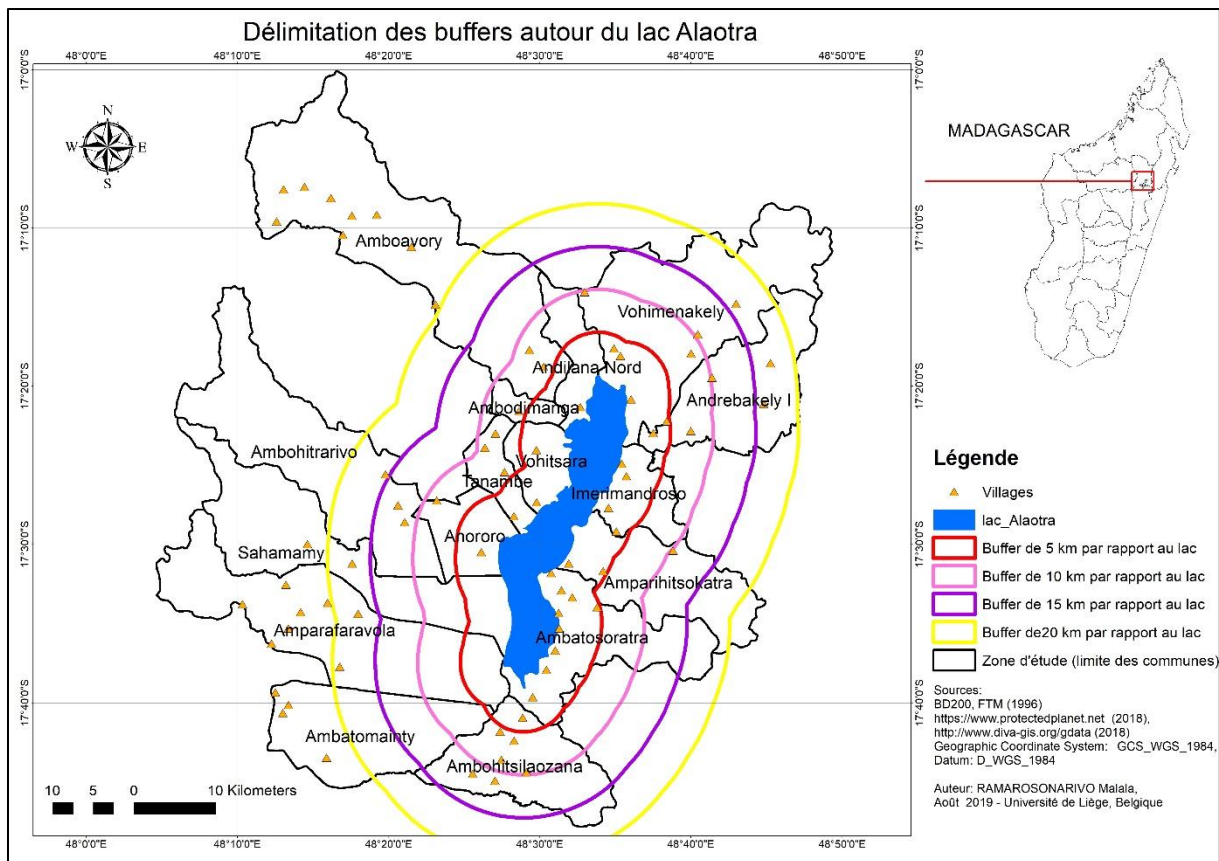 Délimitation des buffers autour du lac Alaotra
48°0'0"E 48°10'0"E 48°20'0"E 48°30'0"E 48°40'0"E 48°50'0"E
17°0'0"S
17°0'0"S
N
W E
S
MADAGASCAR
17°10'0"S
17°10'0"S
Amboavory
Vohimenakely
Andilana Nord
17°20'0"S
17°20'0"S
Ambodimanga
Andrebakely I
Ambohitrarivo
Vohitsara
Tanambe
Imerimandroso
Anororo
17°30'0"S
17°30'0"S
Sahamamy
Amparihitsokatra
Amparafaravola
Ambatosoratra
17°40'0"S
17°40'0"S
Ambatomainty
Ambohitsilaozana
10 5 0 10 Kilometers
48°0'0"E 48°10'0"E 48°20'0"E 48°30'0"E 48°40'0"E 48°50'0"E
Légende
Villages
lac_Alaotra
Buffer de 5 km par rapport au lac
Buffer de 10 km par rapport au lac
Buffer de 15 km par rapport au lac
Buffer de20 km par rapport au lac
Zone d'étude (limite des communes)
Sources:
BD200, FTM (1996)
https://www.protectedplanet.net (2018),
http://www.diva-gis.org/gdata (2018)
Geographic Coordinate System: GCS_WGS_1984,
Datum: D_WGS_1984
Auteur: RAMAROSONARIVO Malala,
Août 2019 - Université de Liège, Belgique